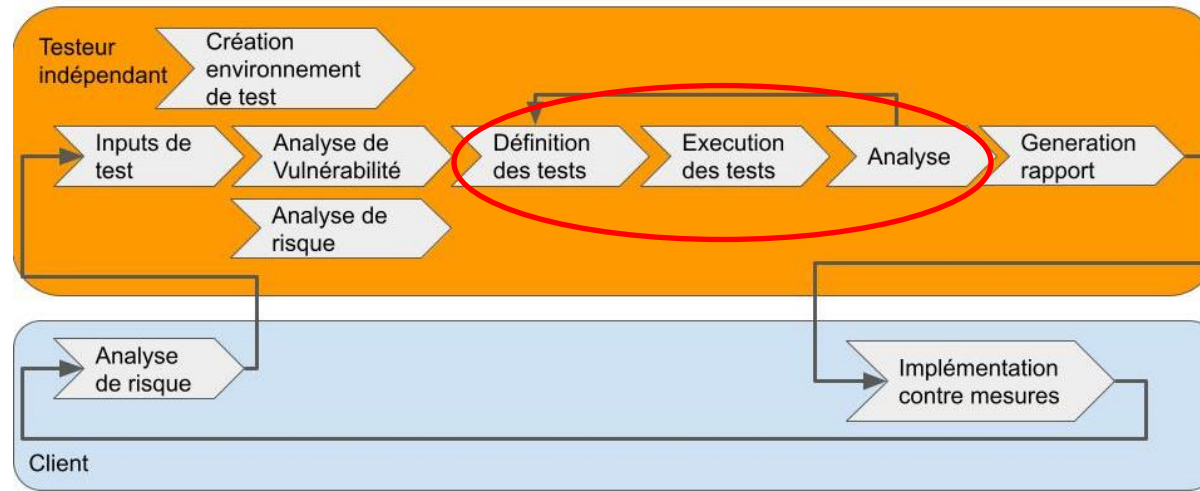 Testeur
indépendant
Création
environnement
de test
Inputs de
test
Analyse de
Vulnérabilité
Définition
des tests
Execution
des tests
Analyse
Generation
rapport
Analyse de
risque
Analyse
de risque
Implémentation
contre mesures
Client